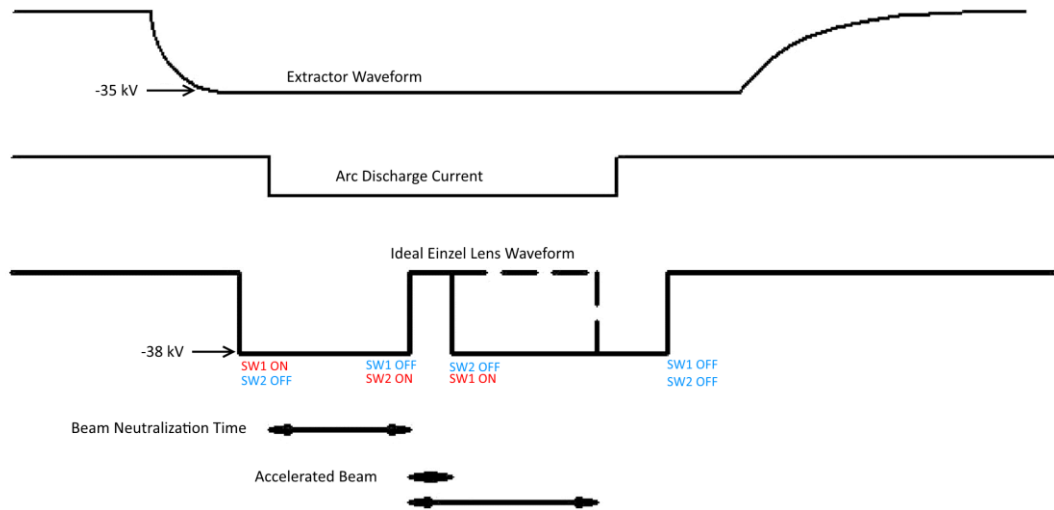 Extractor Waveform
-35 kV
Arc Discharge Current
Ideal Einzel Lens Waveform
-38 kV
SW1 ON
SW2 OFF
SW1 OFF
SW2 ON
SW2 OFF
SW1 ON
SW1 OFF
SW2 OFF
Beam Neutralization Time
Accelerated Beam